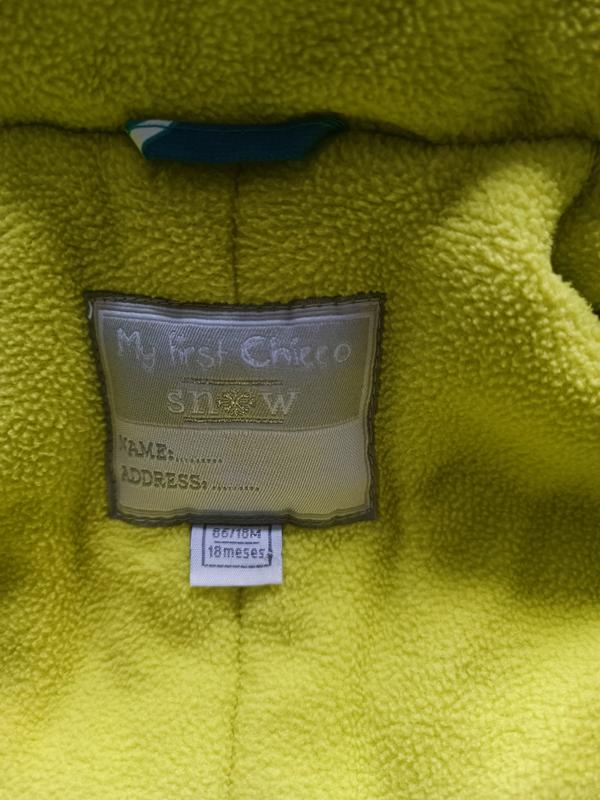 My first Chicco
snow
NAME:........
ADDRESS:........
86/18M
18meses